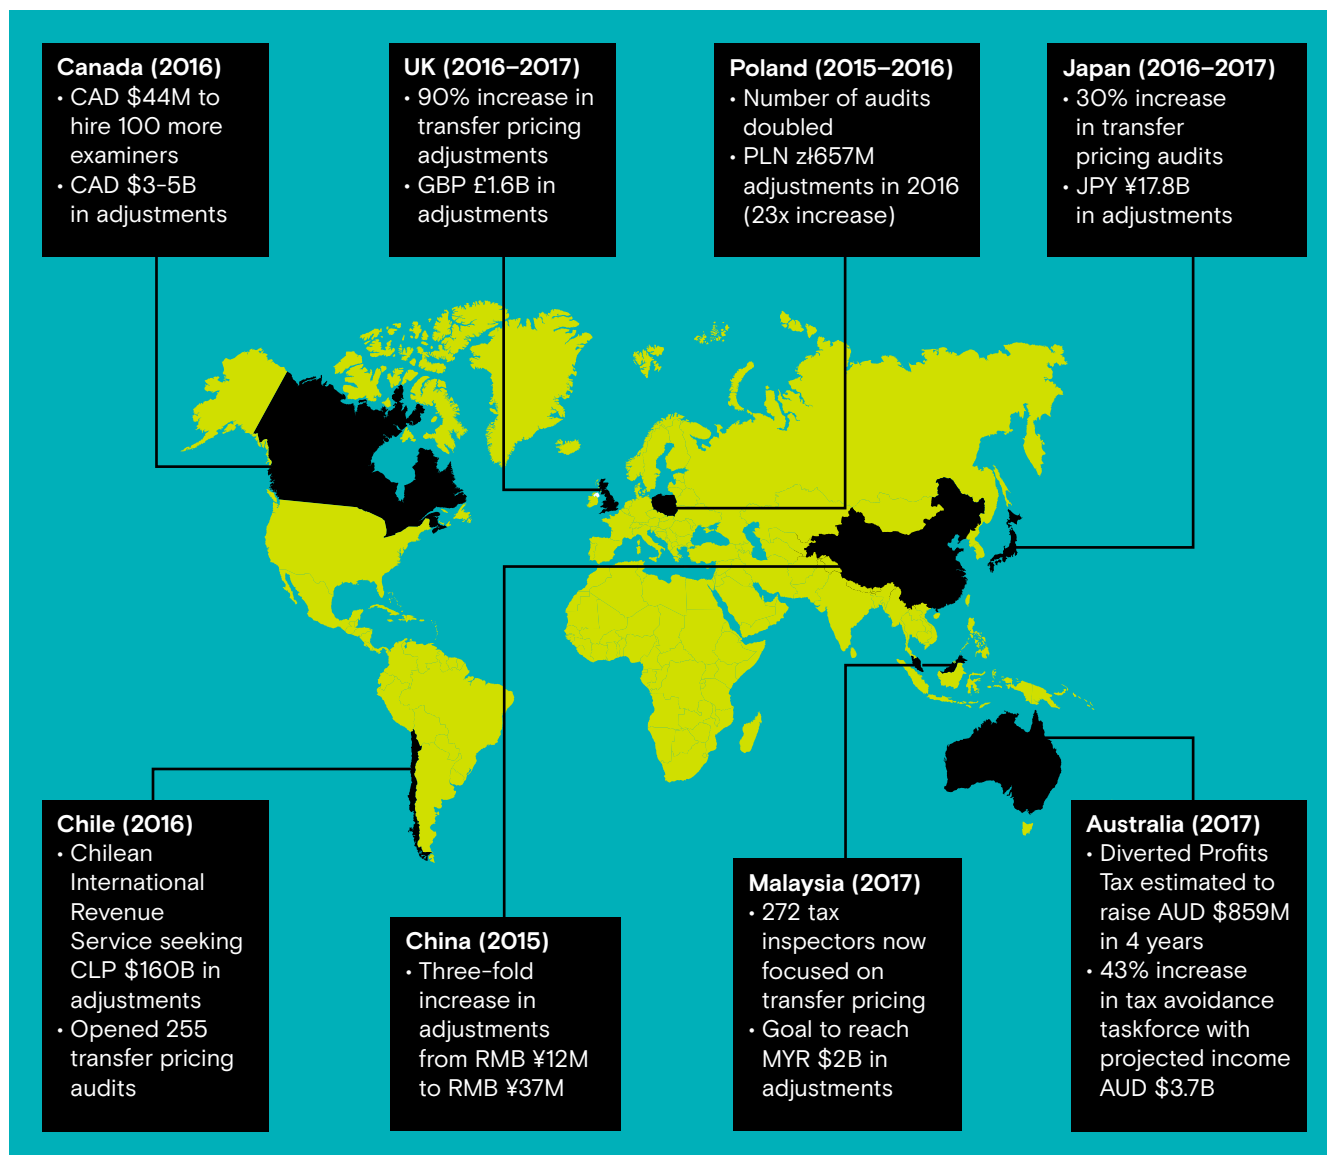 Canada (2016)
• CAD $44M to
hire 100 more
examiners
• CAD $3-5B
in adjustments
UK (2016–2017)
• 90% increase in
transfer pricing
adjustments
• GBP £1.6B in
adjustments
Poland (2015–2016)
• Number of audits
doubled
• PLN zł657M
adjustments in 2016
(23x increase)
Japan (2016–2017)
• 30% increase
in transfer
pricing audits
• JPY ¥17.8B
in adjustments
Chile (2016)
• Chilean
International
Revenue
Service seeking
CLP $160B in
adjustments
• Opened 255
transfer pricing
audits
China (2015)
• Three-fold
increase in
adjustments
from RMB ¥12M
to RMB ¥37M
Malaysia (2017)
• 272 tax
inspectors now
focused on
transfer pricing
• Goal to reach
MYR $2B in
adjustments
Australia (2017)
• Diverted Profits
Tax estimated to
raise AUD $859M
in 4 years
• 43% increase
in tax avoidance
taskforce with
projected income
AUD $3.7B